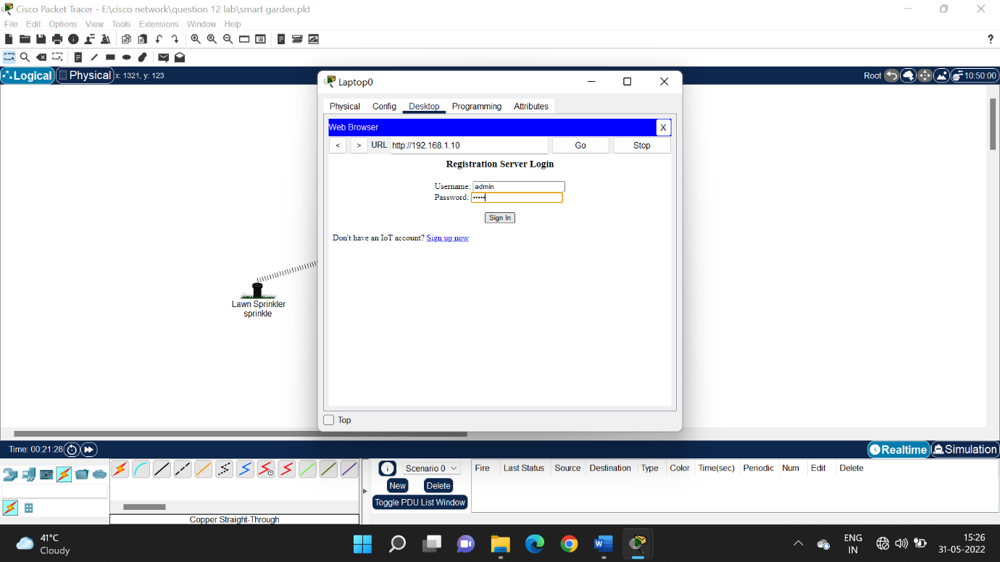 Cisco Packet Tracer - E:\cisco network\question 12 lab\smart garden.pkt
File Edit Options View Tools Extensions Window Help
?
Logical Physical x: 1321, y: 123 Root 10:50:00
Laptop0
Physical Config Desktop Programming Attributes
Web Browser X
< > URL http://192.168.1.10 Go Stop
Registration Server Login
Username: admin
Password: •••••
Sign In
Don't have an IoT account? Sign up now
Lawn Sprinkler
sprinkle
Top
Time: 00:21:28 Realtime Simulation
Scenario 0 Fire Last Status Source Destination Type Color Time(sec) Periodic Num Edit Delete
New Delete
Toggle PDU List Window
Copper Straight-Through
41°C
Cloudy
ENG
IN
15:26
31-05-2022